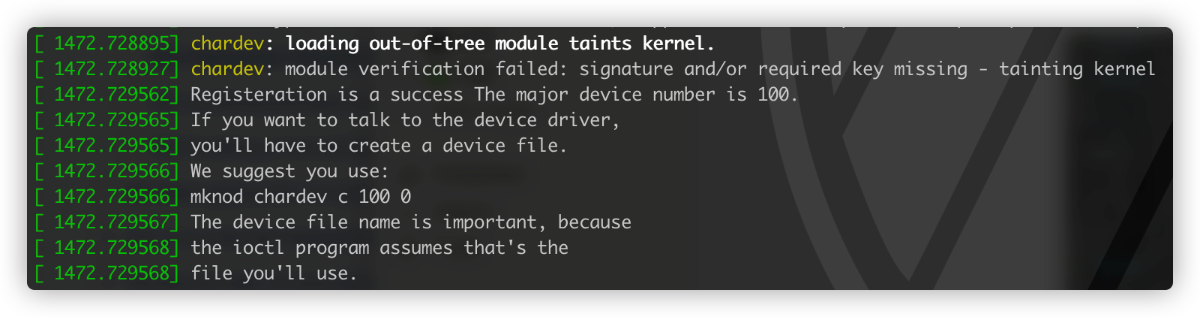 [ 1472.728895] chardev: loading out-of-tree module taints kernel.
[ 1472.728927] chardev: module verification failed: signature and/or required key missing - tainting kernel
[ 1472.729562] Registeration is a success The major device number is 100.
[ 1472.729565] If you want to talk to the device driver,
[ 1472.729565] you'll have to create a device file.
[ 1472.729566] We suggest you use:
[ 1472.729566] mknod chardev c 100 0
[ 1472.729567] The device file name is important, because
[ 1472.729568] the ioctl program assumes that's the
[ 1472.729568] file you'll use.